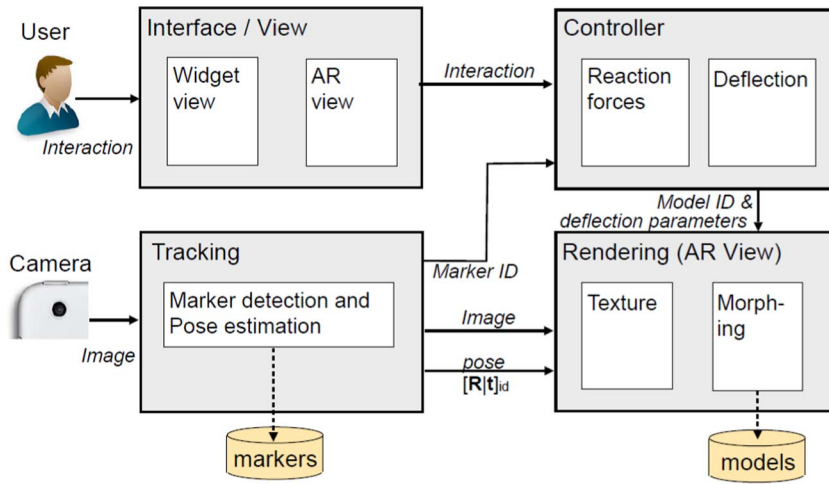 User
Interaction
Interface / View
Widget
view
AR
view
Interaction
Controller
Reaction
forces
Deflection
Model ID &
deflection parameters
Camera
Image
Tracking
Marker detection and
Pose estimation
markers
Marker ID
Image
pose
[R|t]id
Rendering (AR View)
Texture
Morph-
ing
models